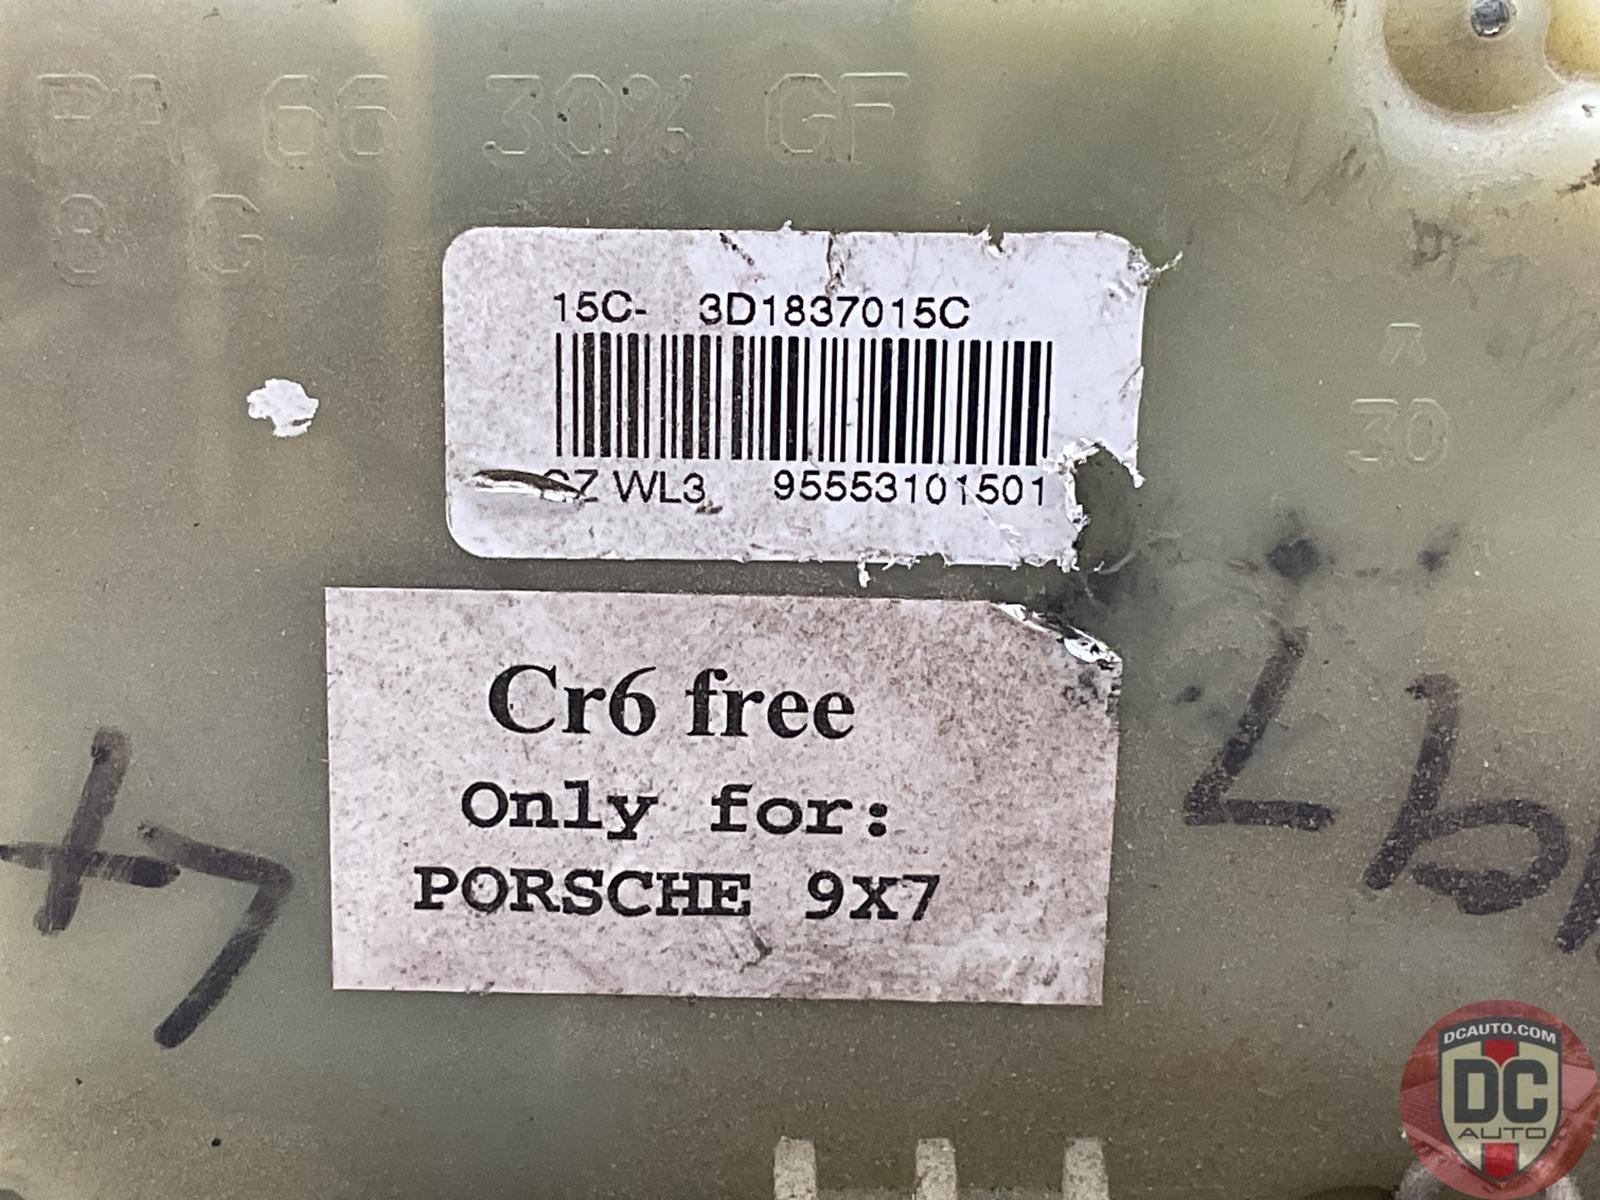 PA 66 30% GF
8 G
15C- 3D1837015C
WL3 95553101501
30
Cr6 free
Only for:
PORSCHE 9X7
DCAUTO.COM
DC
AUTO